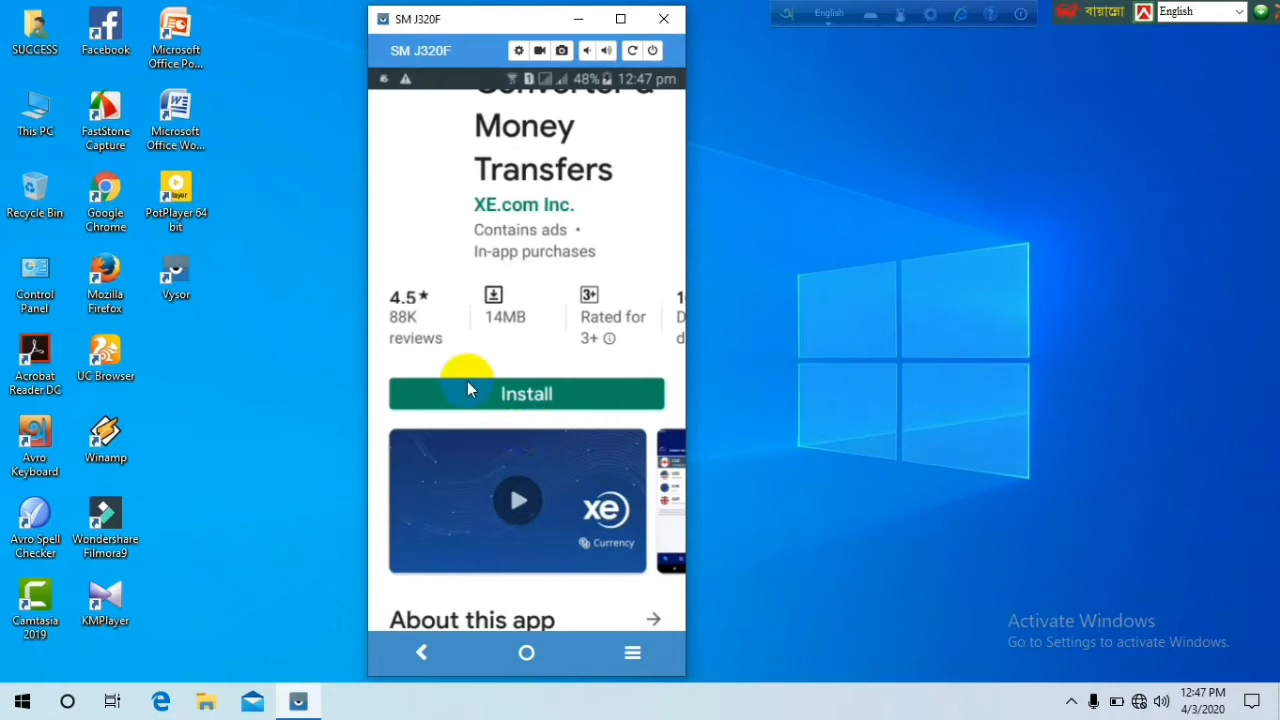 SUCCESS
Facebook
Microsoft
Office Po...
This PC
FastStone
Capture
Microsoft
Office Wo...
Recycle Bin
Google
Chrome
PotPlayer 64
bit
Control
Panel
Mozilla
Firefox
Vysor
Acrobat
Reader DC
UC Browser
Avro
Keyboard
Winamp
Avro Spell
Checker
Wondershare
Filmora9
Camtasia
2019
KMPlayer
SM J320F
SM J320F
48% 12:47 pm
Converter &
Money
Transfers
XE.com Inc.
Contains ads •
In-app purchases
4.5★
88K
reviews
14MB
3+
Rated for
3+
Install
xe
Currency
About this app
English
বায়ান্নো
English
Activate Windows
Go to Settings to activate Windows.
12:47 PM
4/3/2020